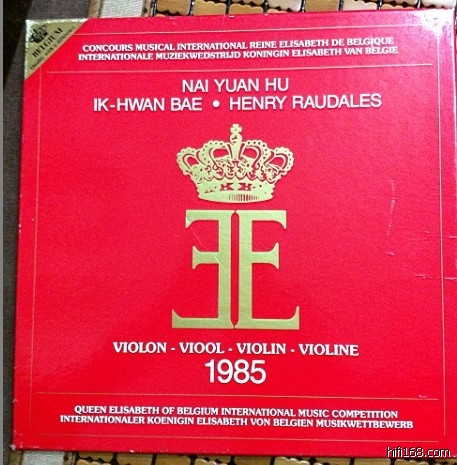 BELGIUM
CONCOURS MUSICAL INTERNATIONAL REINE ELISABETH DE BELGIQUE
INTERNATIONALE MUZIEKWEDSTRIJD KONINGIN ELISABETH VAN BELGIE
NAI YUAN HU
IK-HWAN BAE • HENRY RAUDALES
VIOLON - VIOOL - VIOLIN - VIOLINE
1985
QUEEN ELISABETH OF BELGIUM INTERNATIONAL MUSIC COMPETITION
INTERNATIONALER KOENIGIN ELISABETH VON BELGIEN MUSIKWETTBEWERB
hifi168.com